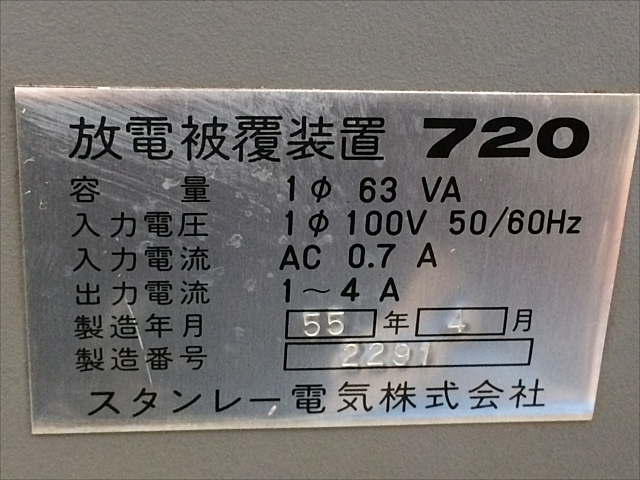 放電被覆装置 720
容量 1φ 63 VA
入力電圧 1φ 100V 50/60Hz
入力電流 AC 0.7 A
出力電流 1～4 A
製造年月 55 年 4 月
製造番号 2291
スタンレー電気株式会社